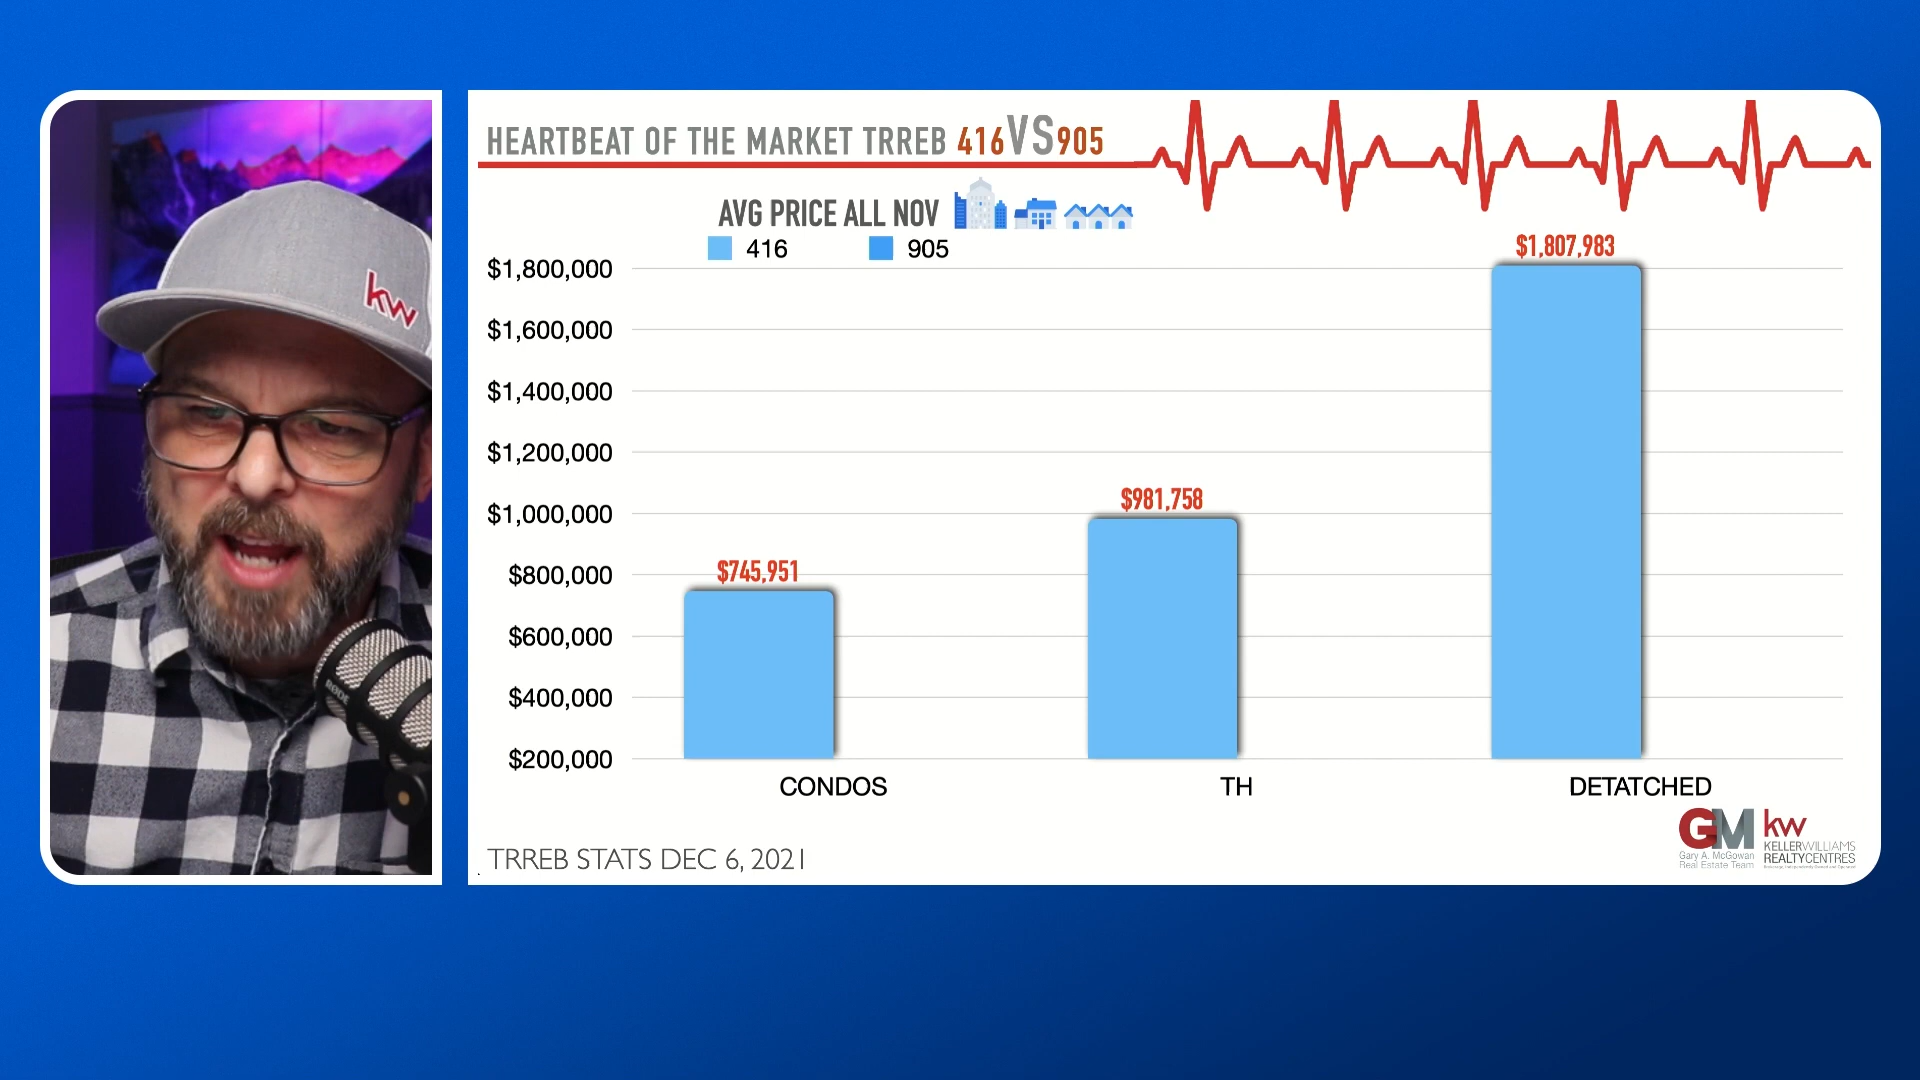 HEARTBEAT OF THE MARKET TRREB 416VS905
AVG PRICE ALL NOV
416 905
$1,800,000
$1,600,000
$1,400,000
$1,200,000
$1,000,000
$800,000
$600,000
$400,000
$200,000
$745,951
$981,758
$1,807,983
CONDOS TH DETATCHED
TRREB STATS DEC 6, 2021
GM
Gary A. McGowan
Real Estate Team
kw
KELLERWILLIAMS
REALTYCENTRES
kw
RODE